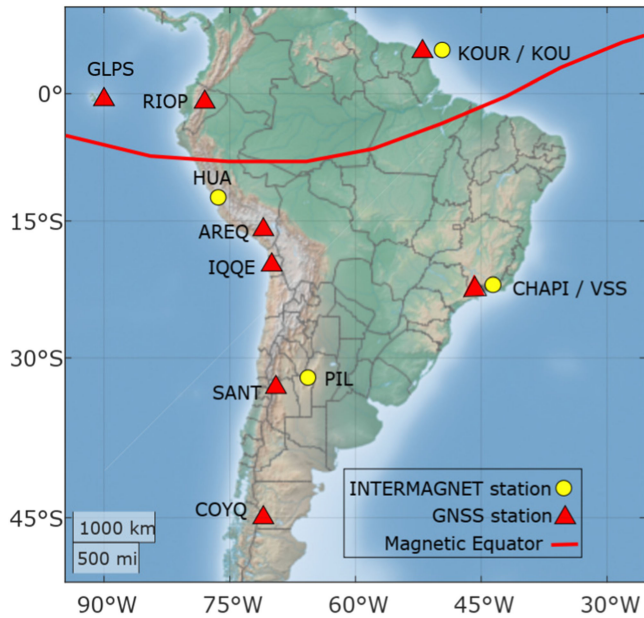 GLPS
KOUR / KOU
0°
RIOP
HUA
15°S
AREQ
IQQE
CHAPI / VSS
30°S
SANT
PIL
COYQ
INTERMAGNET station
45°S
GNSS station
1000 km
Magnetic Equator
500 mi
90°W
75°W
60°W
45°W
30°W